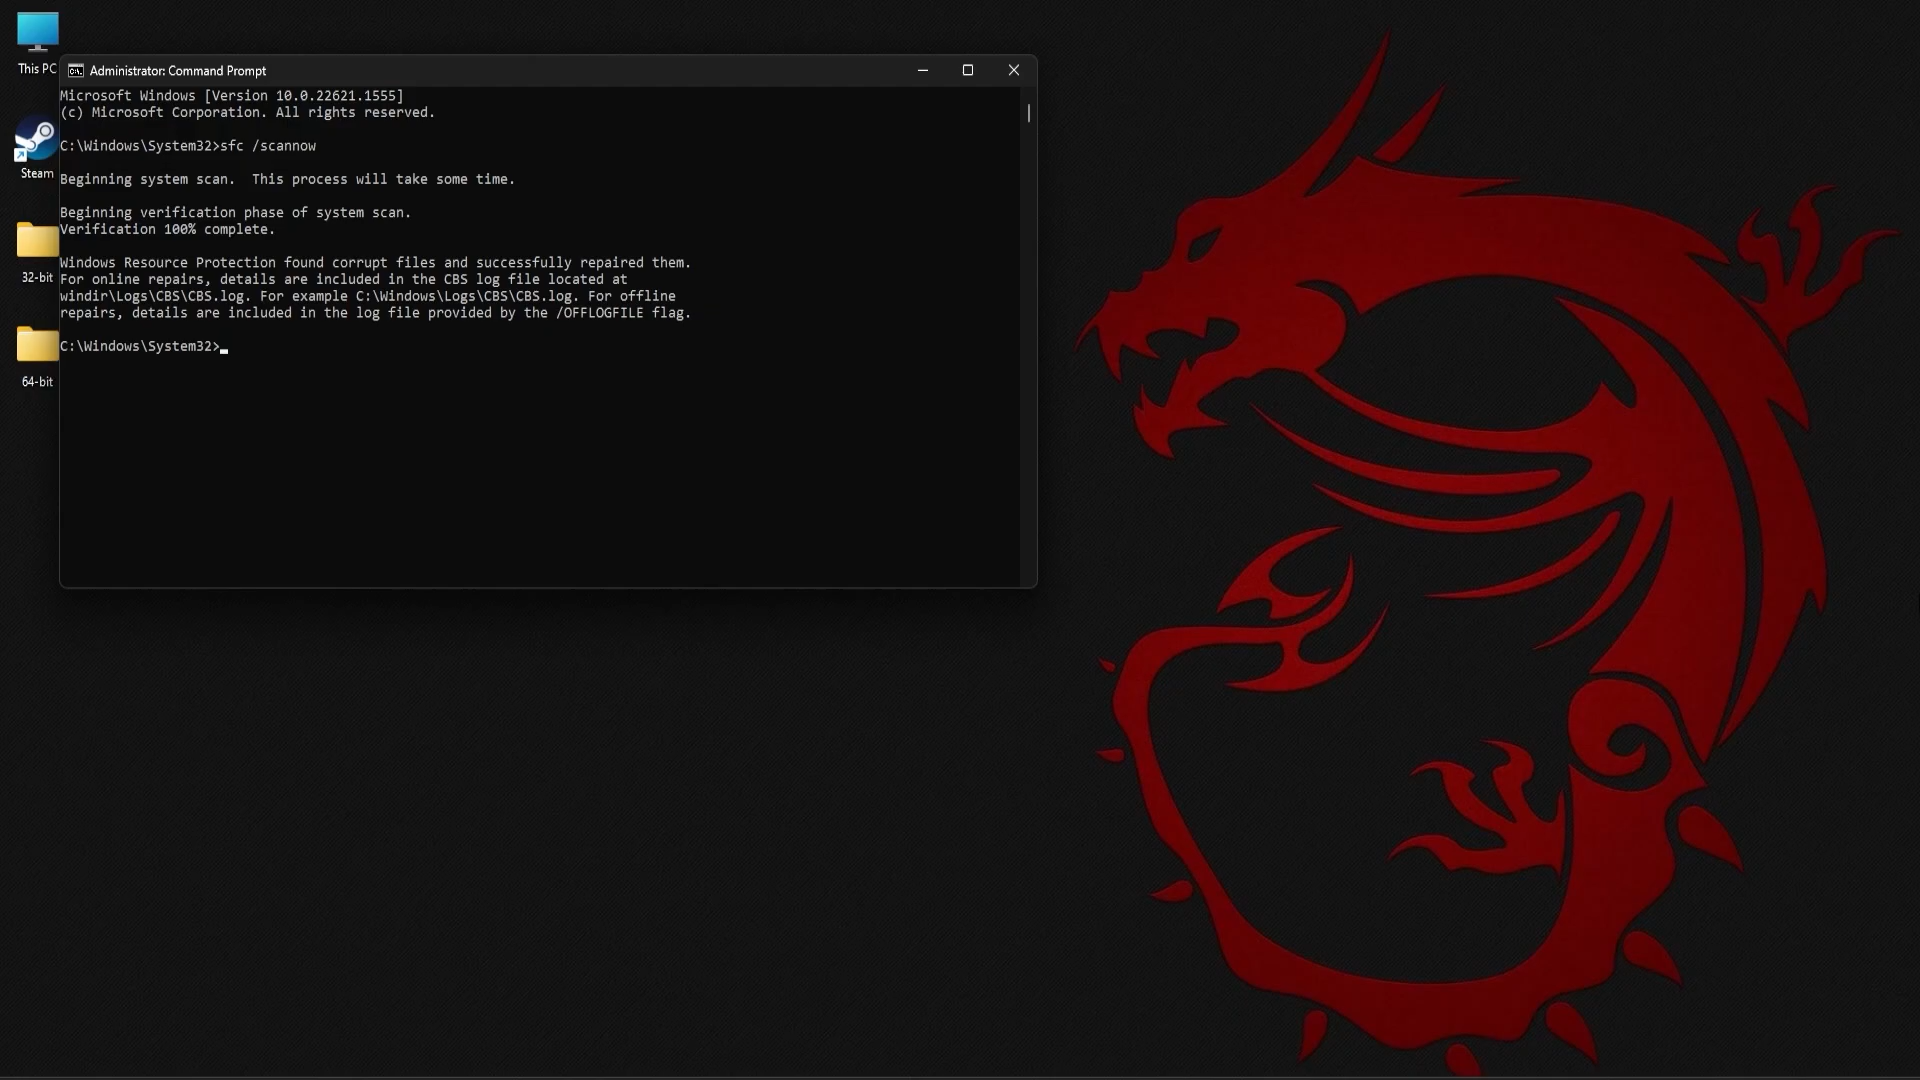 This PC
Steam
32-bit
64-bit
Administrator: Command Prompt
Microsoft Windows [Version 10.0.22621.1555]
(c) Microsoft Corporation. All rights reserved.
C:\Windows\System32>sfc /scannow
Beginning system scan.  This process will take some time.
Beginning verification phase of system scan.
Verification 100% complete.
Windows Resource Protection found corrupt files and successfully repaired them.
For online repairs, details are included in the CBS log file located at
windir\Logs\CBS\CBS.log. For example C:\Windows\Logs\CBS\CBS.log. For offline
repairs, details are included in the log file provided by the /OFFLOGFILE flag.
C:\Windows\System32>